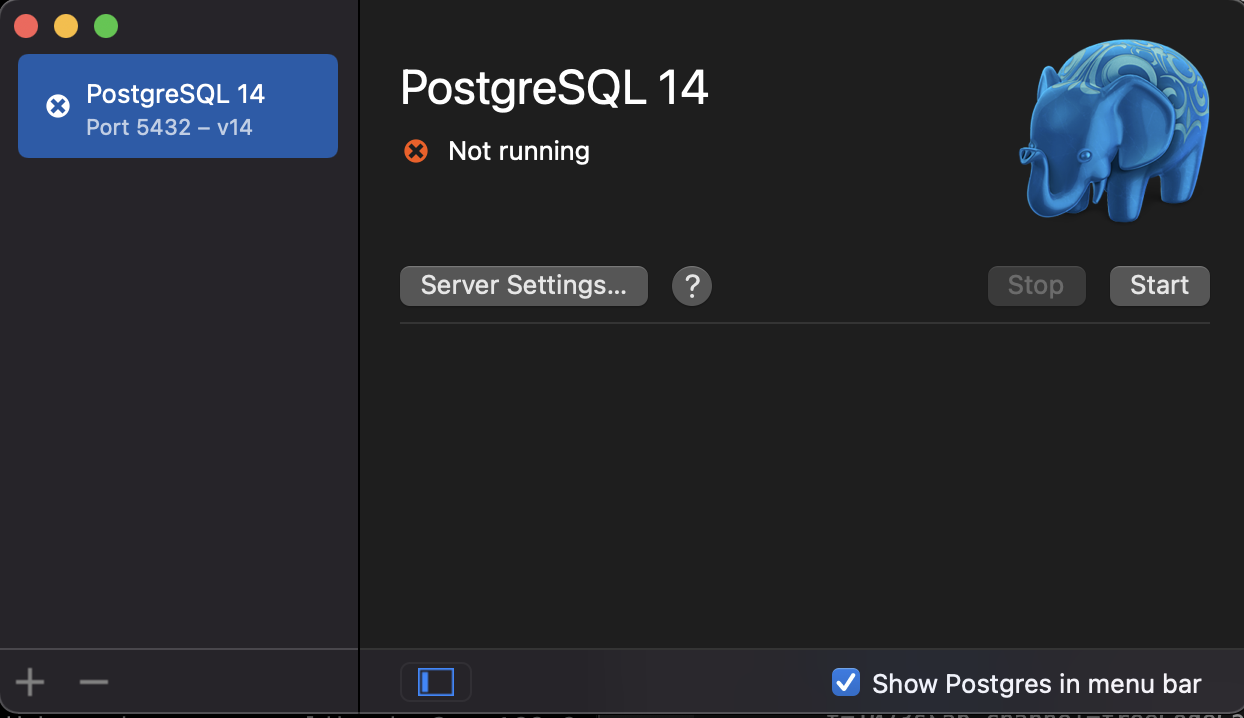 PostgreSQL 14
Port 5432 – v14
PostgreSQL 14
Not running
Server Settings...
?
Stop
Start
Show Postgres in menu bar